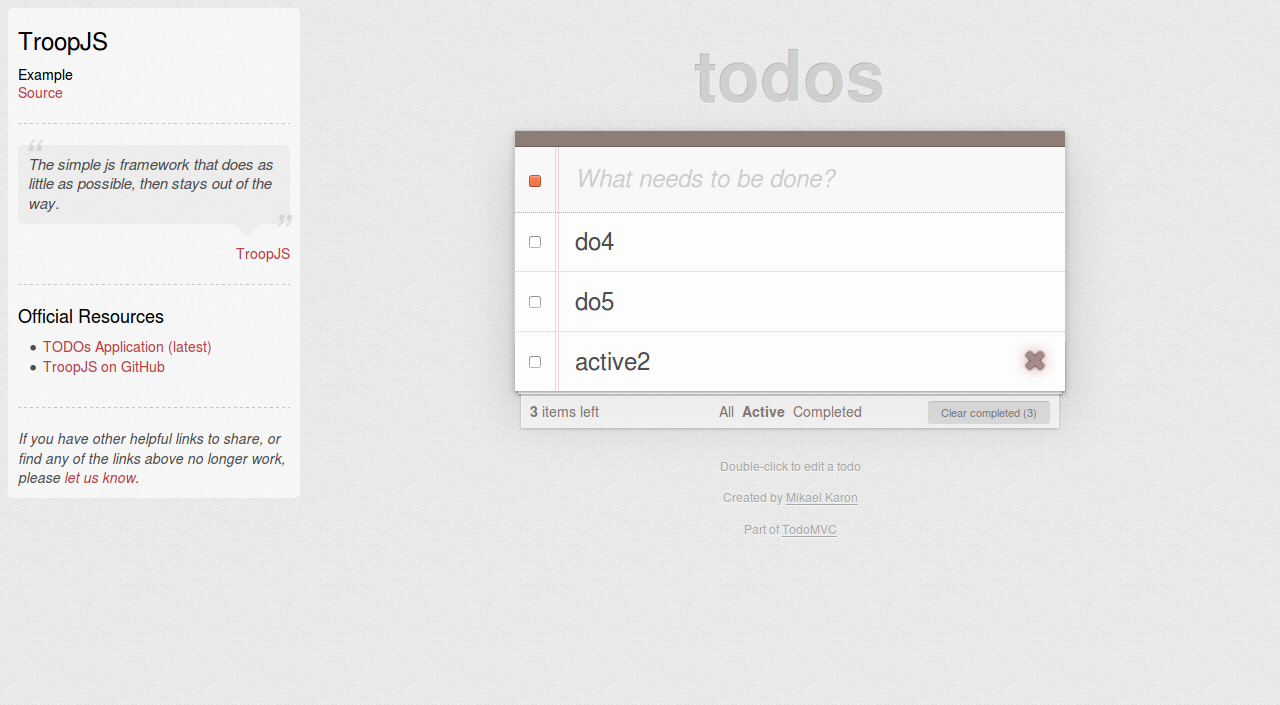 TroopJS
Example
Source
“
The simple js framework that does as
little as possible, then stays out of the
way.
”
TroopJS
Official Resources
• TODOs Application (latest)
• TroopJS on GitHub
If you have other helpful links to share, or
find any of the links above no longer work,
please let us know.
todos
What needs to be done?
do4
do5
active2
3 items left All Active Completed Clear completed (3)
Double-click to edit a todo
Created by Mikael Karon
Part of TodoMVC